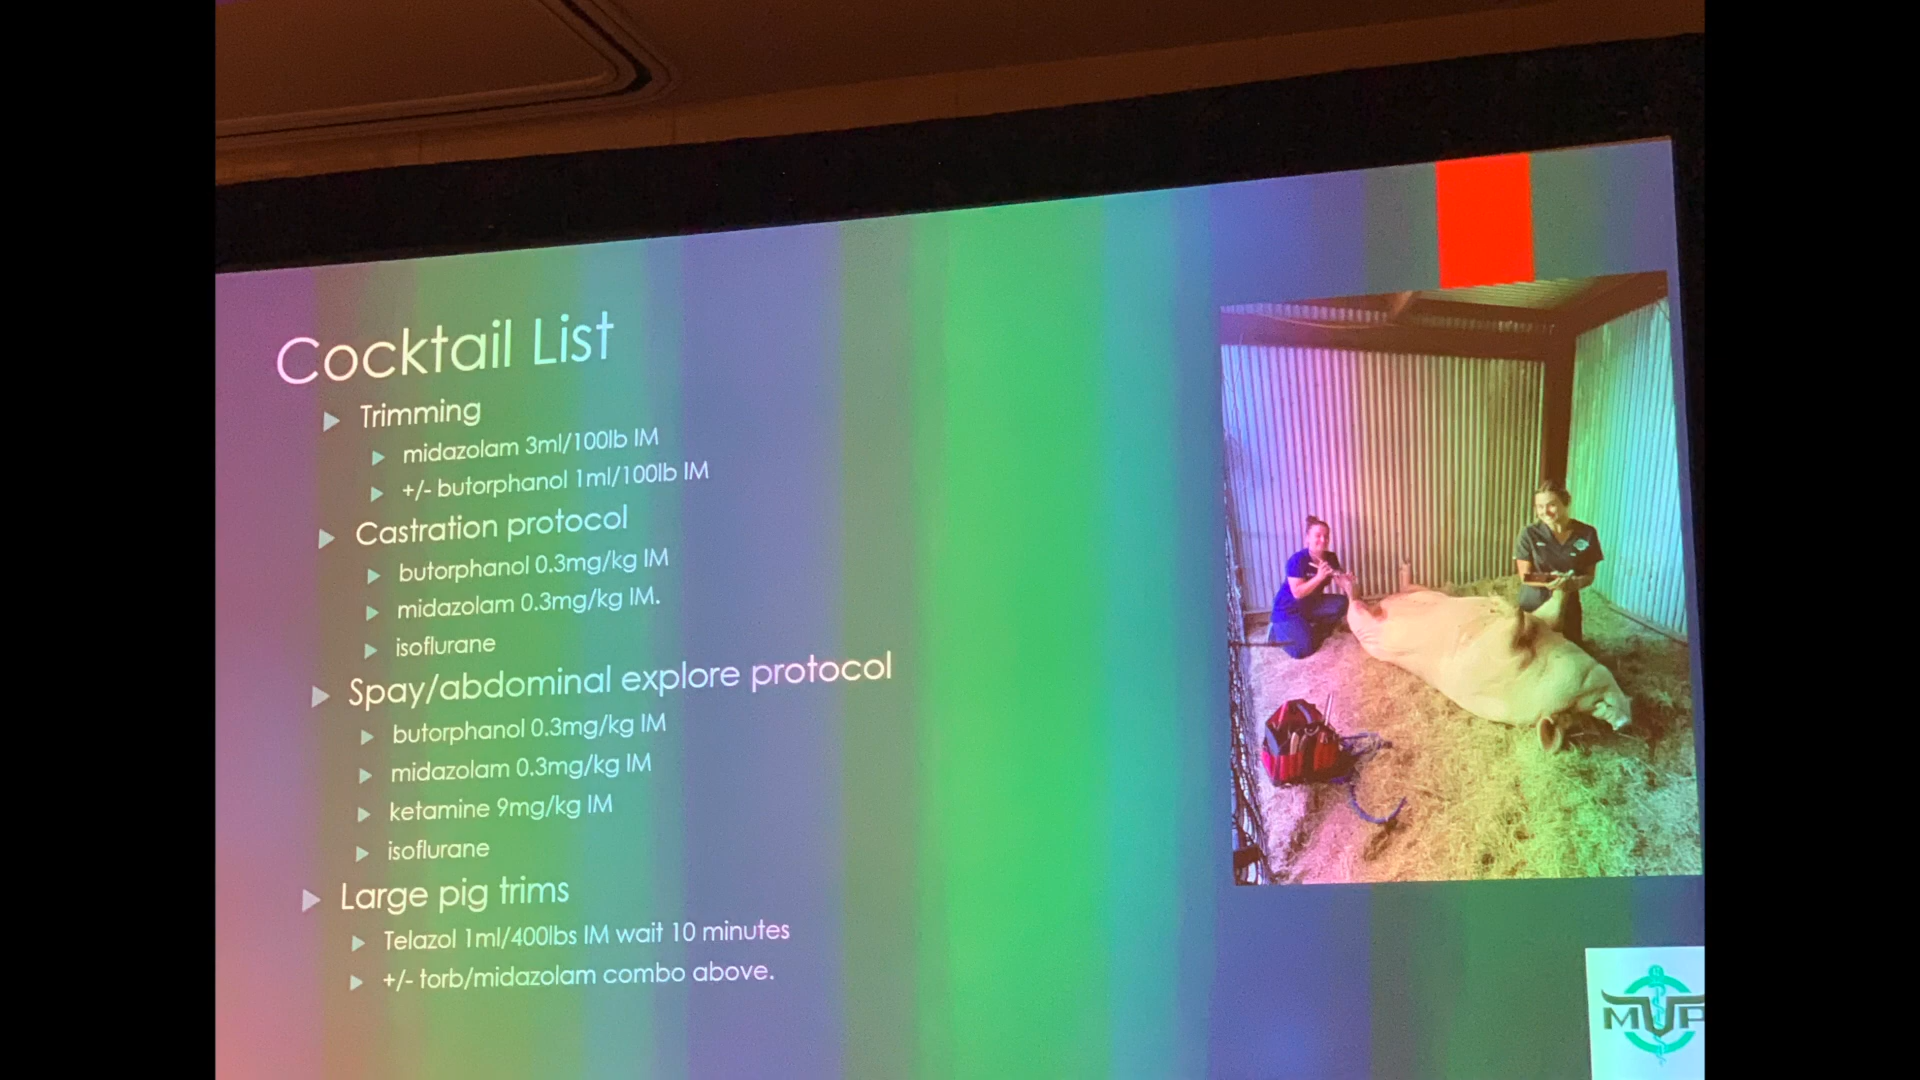 Cocktail List
Trimming
midazolam 3ml/100lb IM
+/- butorphanol 1ml/100lb IM
Castration protocol
butorphanol 0.3mg/kg IM
midazolam 0.3mg/kg IM.
isoflurane
Spay/abdominal explore protocol
butorphanol 0.3mg/kg IM
midazolam 0.3mg/kg IM
ketamine 9mg/kg IM
isoflurane
Large pig trims
Telazol 1ml/400lbs IM wait 10 minutes
+/- torb/midazolam combo above.
MVP